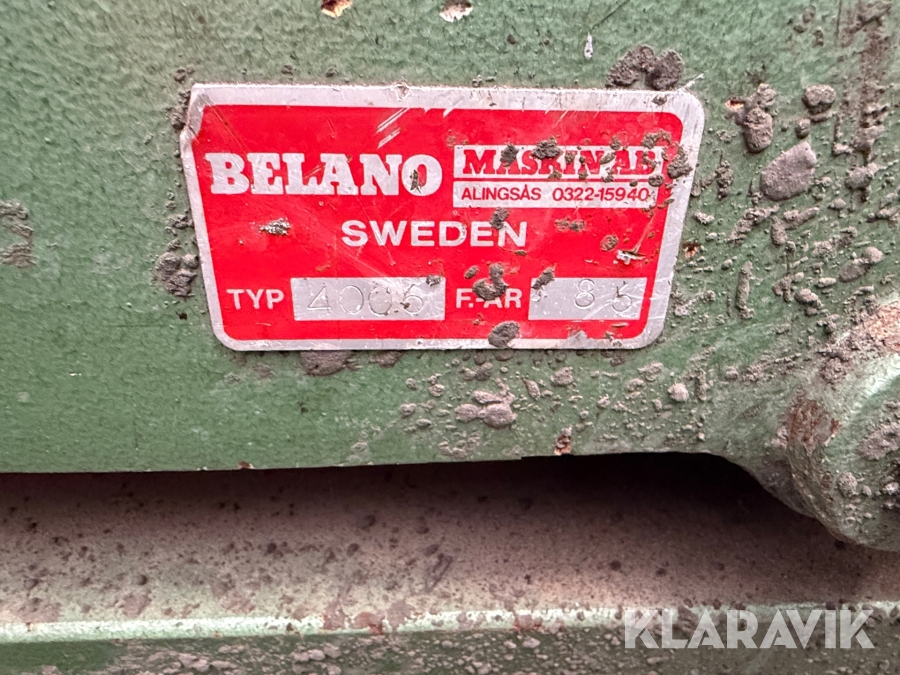 BELANO MASKIN AB
ALINGSÅS 0322-15940
SWEDEN
TYP 4005 F.-ÅR 85
KLARAVIK